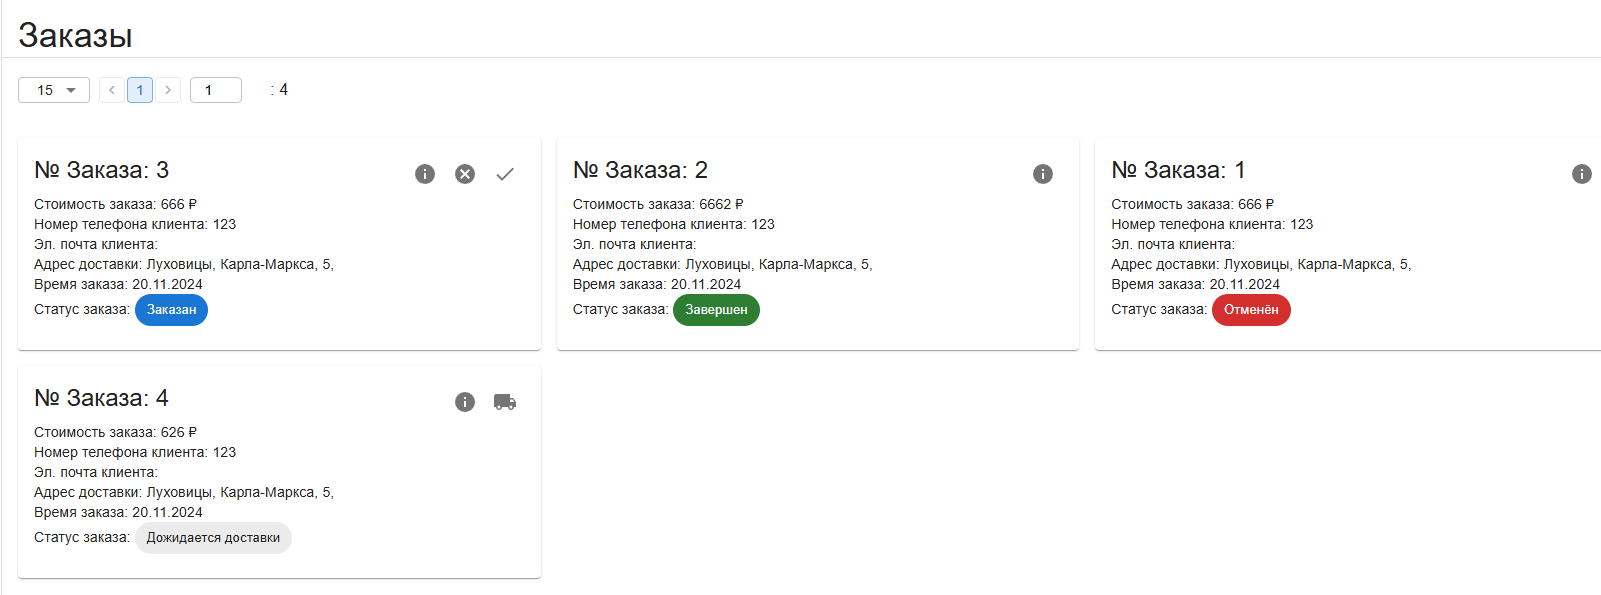 Заказы
15
1
1
: 4
№ Заказа: 3
Стоимость заказа: 666 ₽
Номер телефона клиента: 123
Эл. почта клиента:
Адрес доставки: Луховицы, Карла-Маркса, 5,
Время заказа: 20.11.2024
Статус заказа: Заказан
№ Заказа: 2
Стоимость заказа: 6662 ₽
Номер телефона клиента: 123
Эл. почта клиента:
Адрес доставки: Луховицы, Карла-Маркса, 5,
Время заказа: 20.11.2024
Статус заказа: Завершен
№ Заказа: 1
Стоимость заказа: 666 ₽
Номер телефона клиента: 123
Эл. почта клиента:
Адрес доставки: Луховицы, Карла-Маркса, 5,
Время заказа: 20.11.2024
Статус заказа: Отменён
№ Заказа: 4
Стоимость заказа: 626 ₽
Номер телефона клиента: 123
Эл. почта клиента:
Адрес доставки: Луховицы, Карла-Маркса, 5,
Время заказа: 20.11.2024
Статус заказа: Дожидается доставки